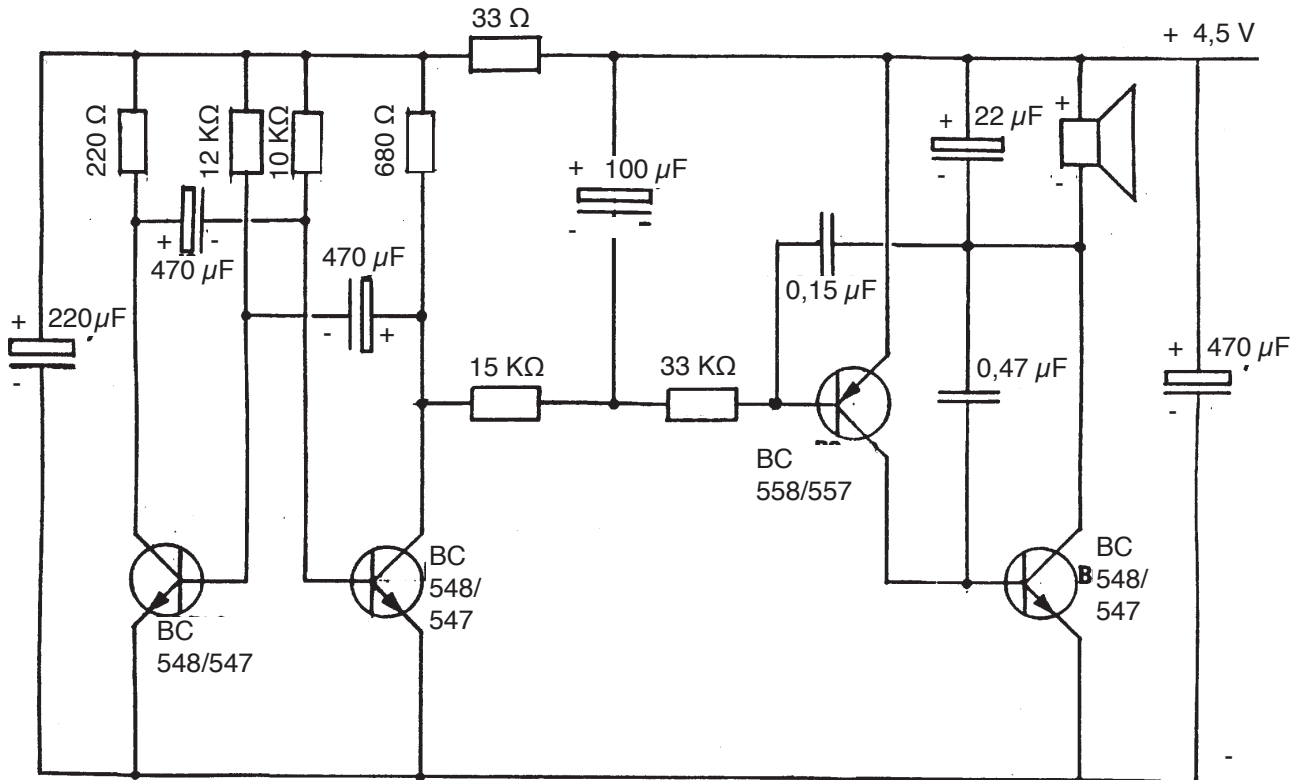 33 Ω
+ 4,5 V
220 Ω
12 KΩ
10 KΩ
680 Ω
+ 22 µF
-
+
-
+ 100 µF
- -
+ -
470 µF
470 µF
- +
0,15 µF
+ 220 µF
-
15 KΩ
33 KΩ
0,47 µF
+ 470 µF
-
BC
558/557
BC
548/
547
BC
548/
547
B
BC
548/547
-